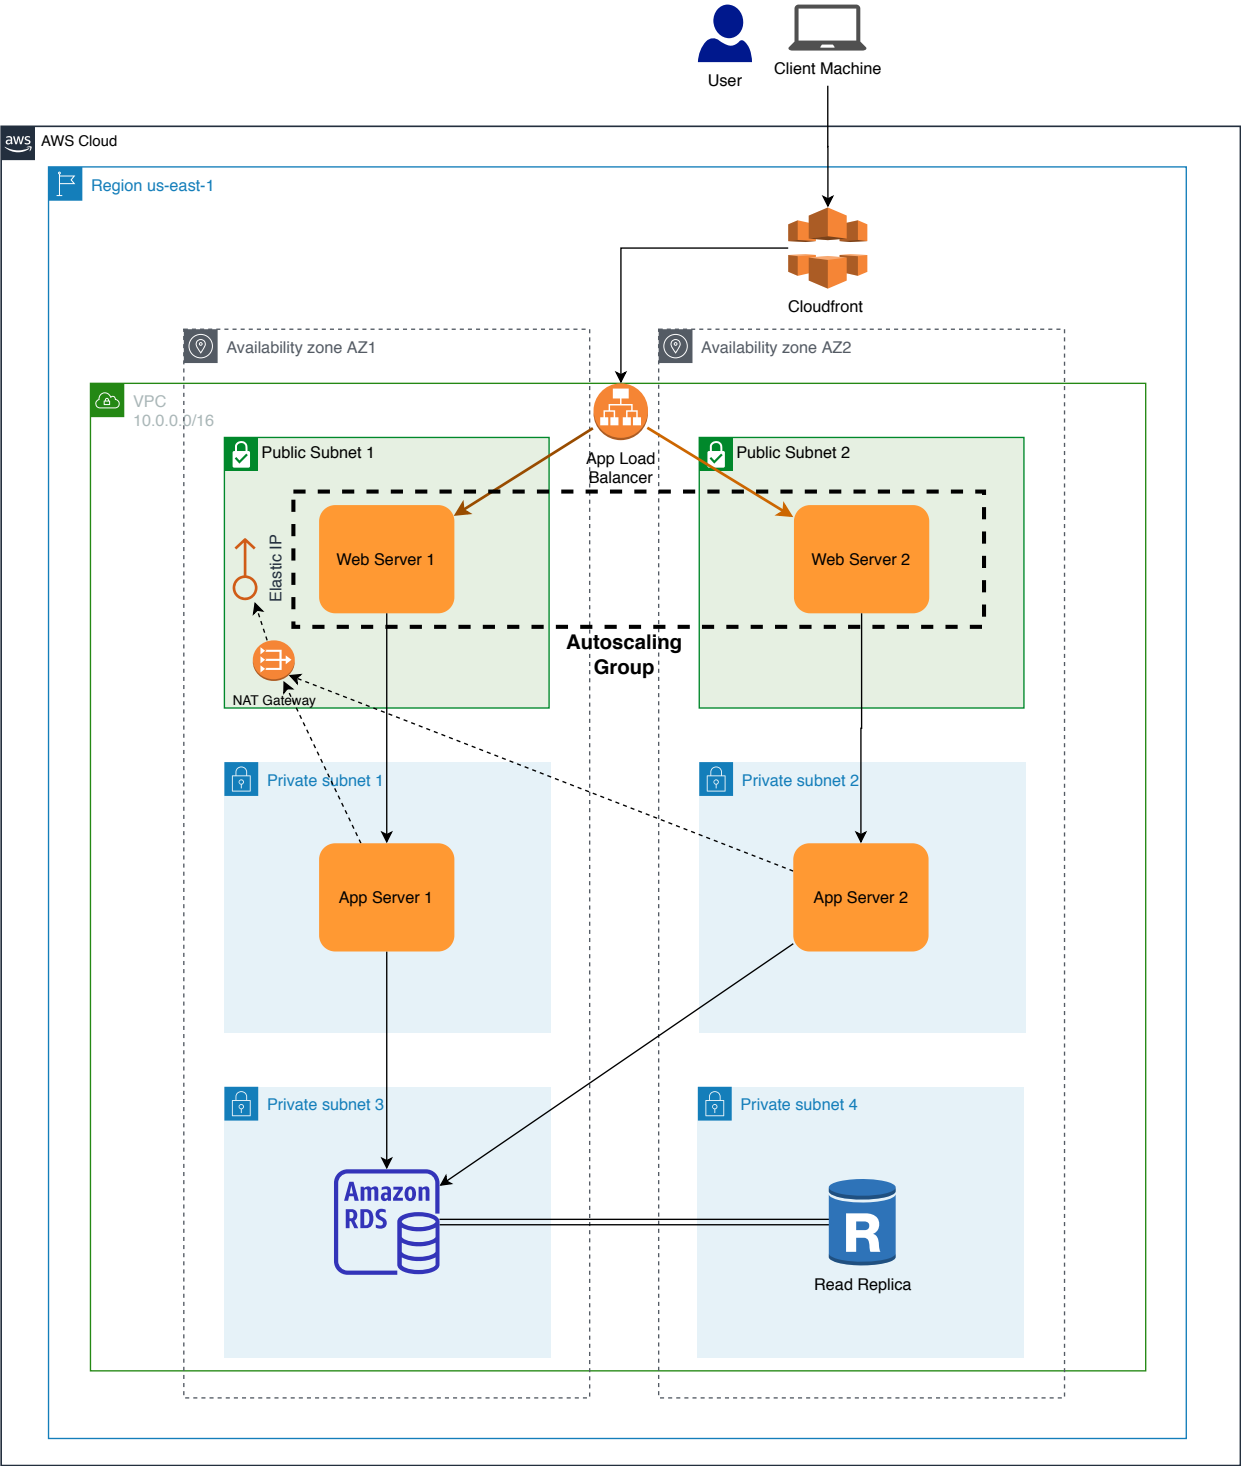 User
Client Machine
aws
AWS Cloud
Region us-east-1
Cloudfront
Availability zone AZ1
Availability zone AZ2
VPC
10.0.0.0/16
App Load
Balancer
Public Subnet 1
Public Subnet 2
Web Server 1
Web Server 2
Elastic IP
Autoscaling
Group
NAT Gateway
Private subnet 1
Private subnet 2
App Server 1
App Server 2
Private subnet 3
Private subnet 4
Amazon
RDS
R
Read Replica